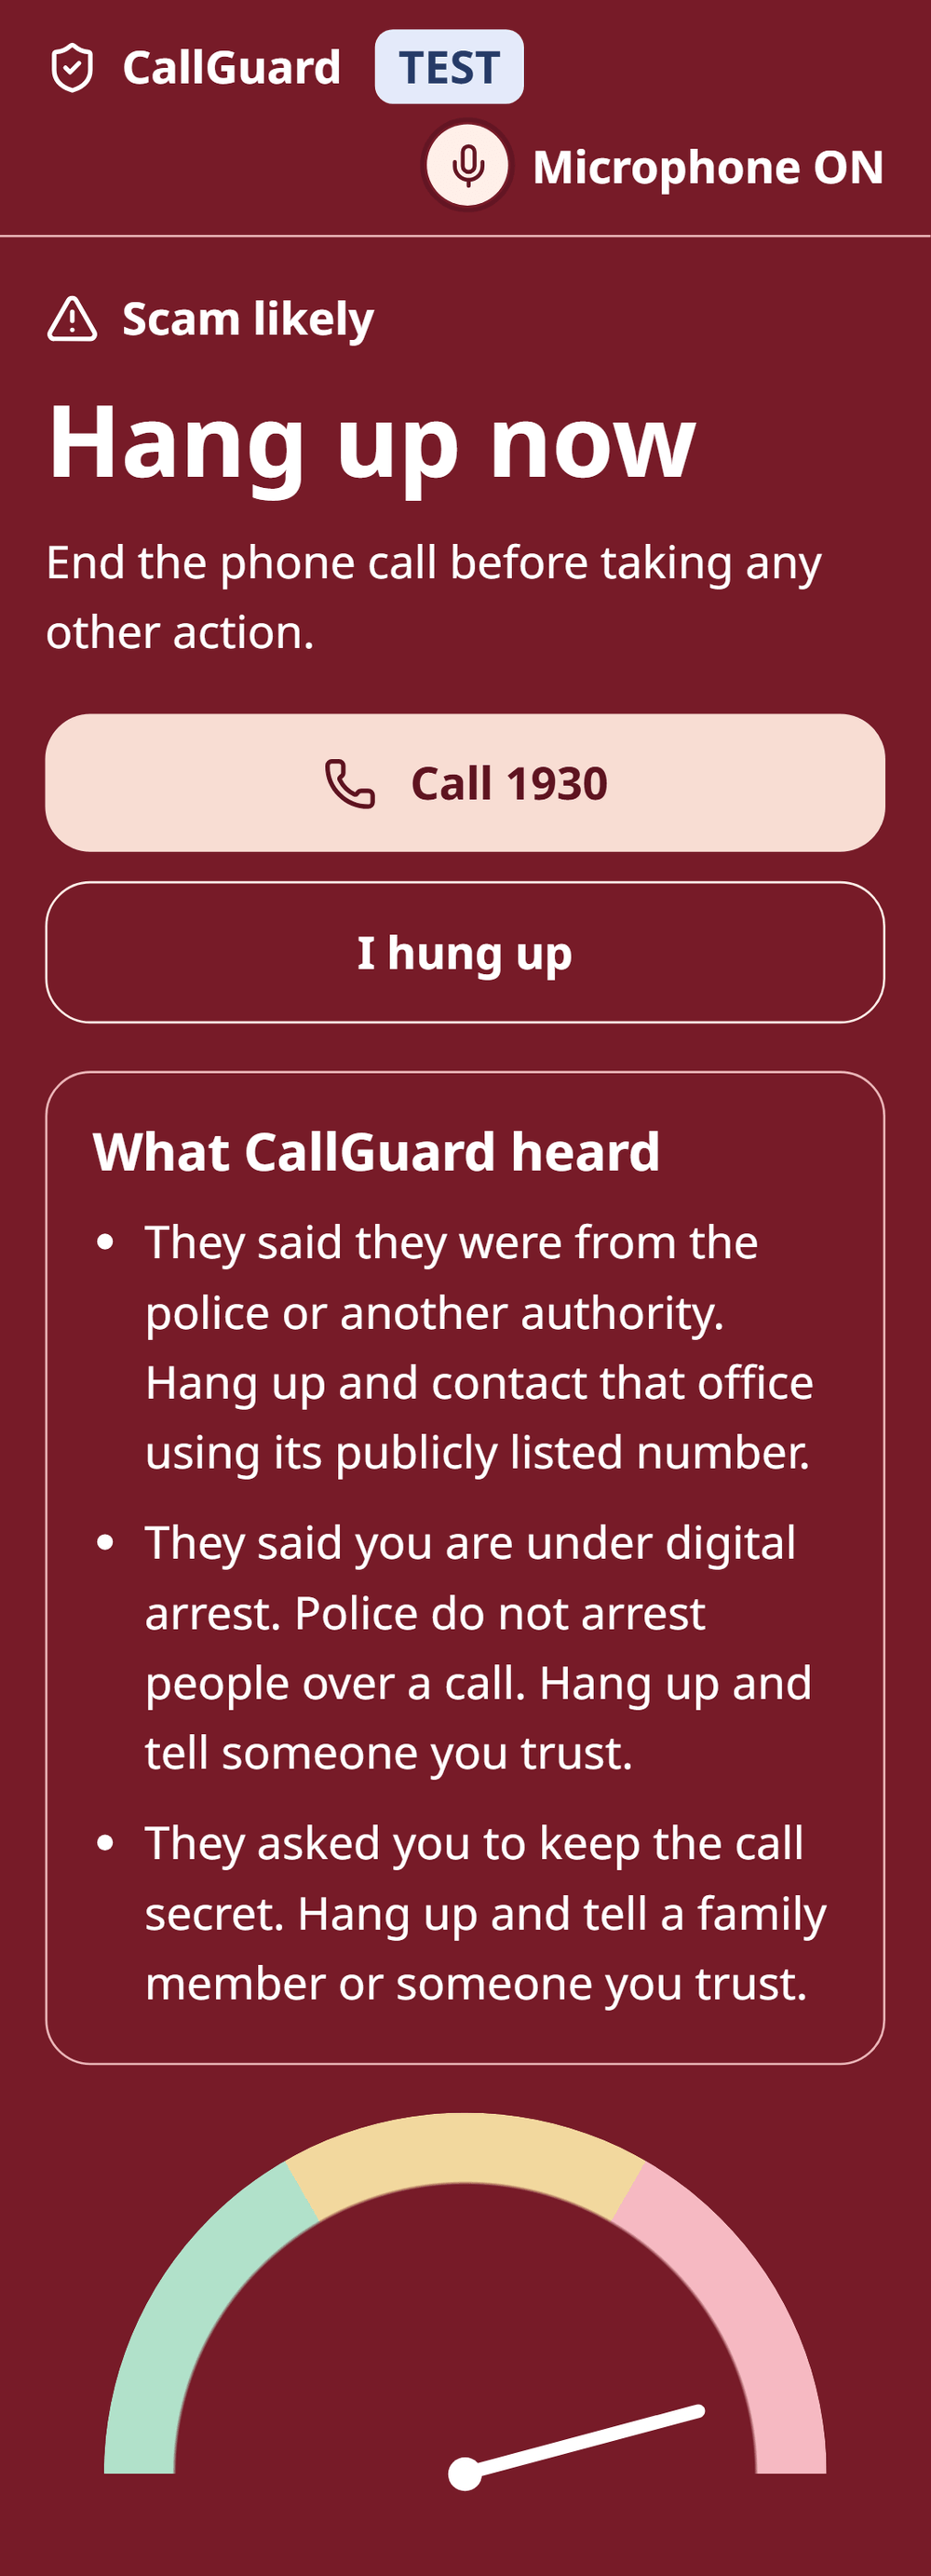 CallGuard TEST
Microphone ON
Scam likely
Hang up now
End the phone call before taking any
other action.
Call 1930
I hung up
What CallGuard heard
• They said they were from the
police or another authority.
Hang up and contact that office
using its publicly listed number.
• They said you are under digital
arrest. Police do not arrest
people over a call. Hang up and
tell someone you trust.
• They asked you to keep the call
secret. Hang up and tell a family
member or someone you trust.